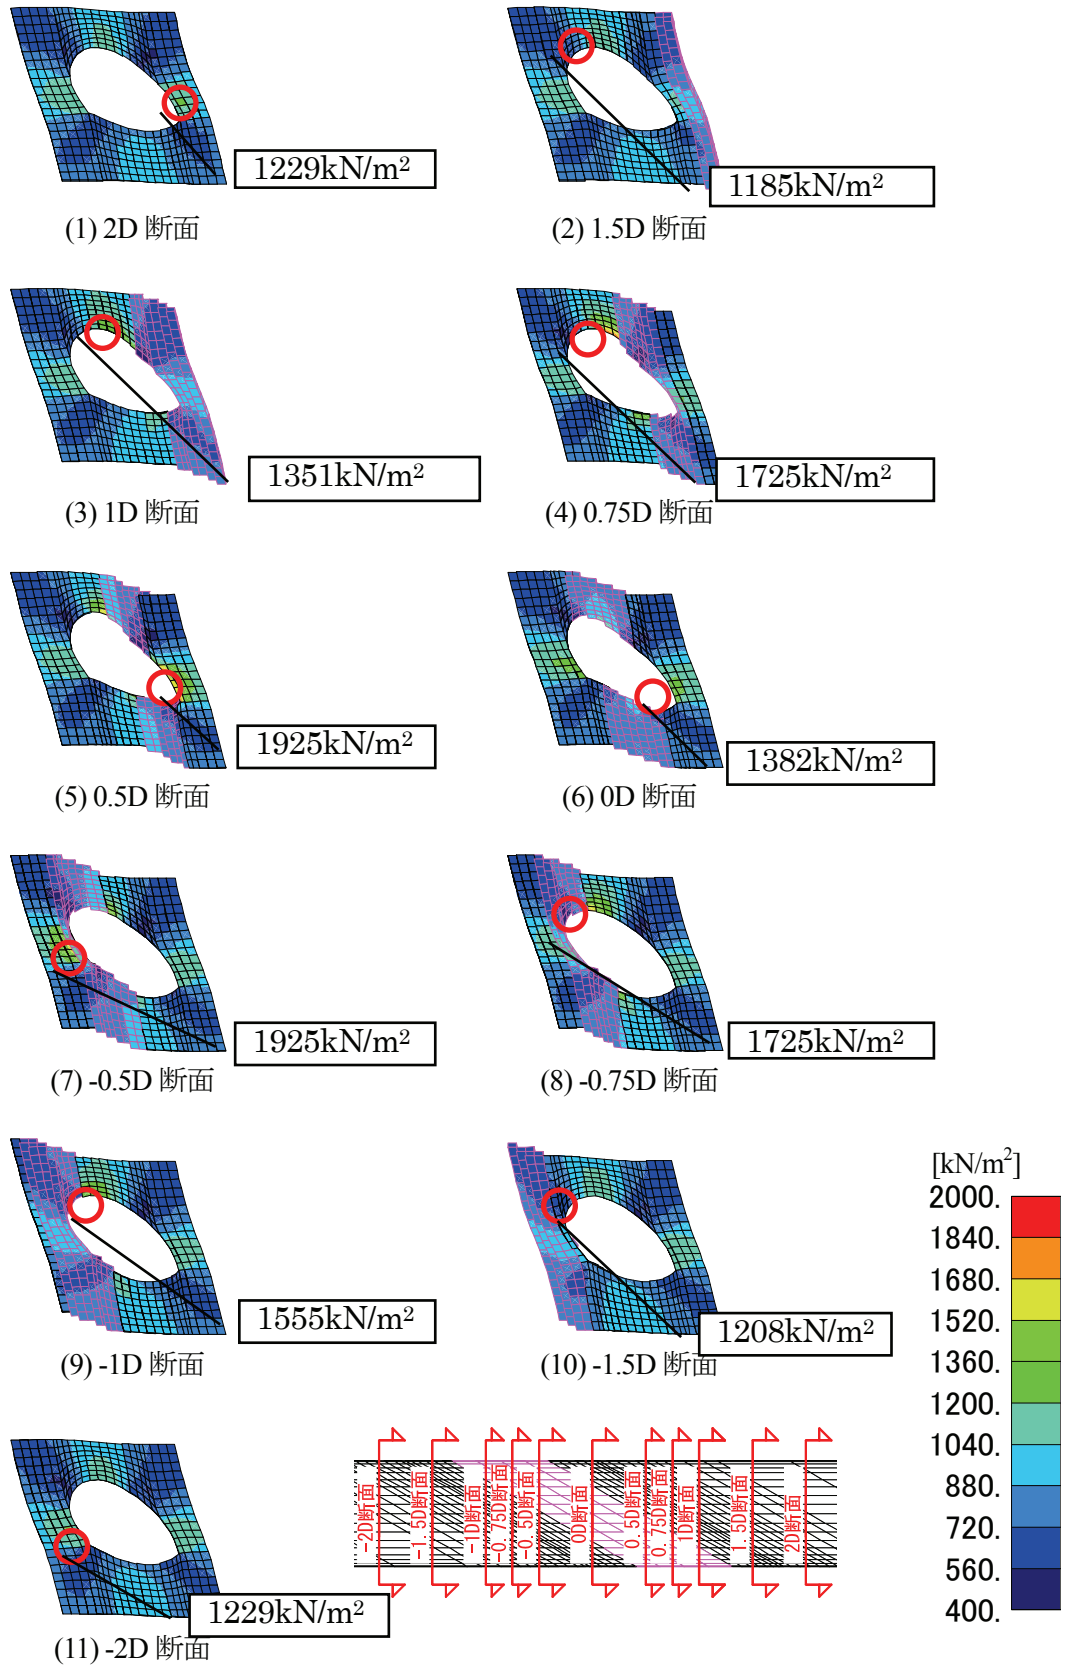 1229kN/m²
(1) 2D 断面
1185kN/m²
(2) 1.5D 断面
1351kN/m²
(3) 1D 断面
1725kN/m²
(4) 0.75D 断面
1925kN/m²
(5) 0.5D 断面
1382kN/m²
(6) 0D 断面
1925kN/m²
(7) -0.5D 断面
1725kN/m²
(8) -0.75D 断面
1555kN/m²
(9) -1D 断面
1208kN/m²
(10) -1.5D 断面
[kN/m²]
2000.
1840.
1680.
1520.
1360.
1200.
1040.
880.
720.
560.
400.
1229kN/m²
(11) -2D 断面
-2D断面
-1.5D断面
-1D断面
-0.75D断面
-0.5D断面
0D断面
0.5D断面
0.75D断面
1D断面
1.5D断面
2D断面